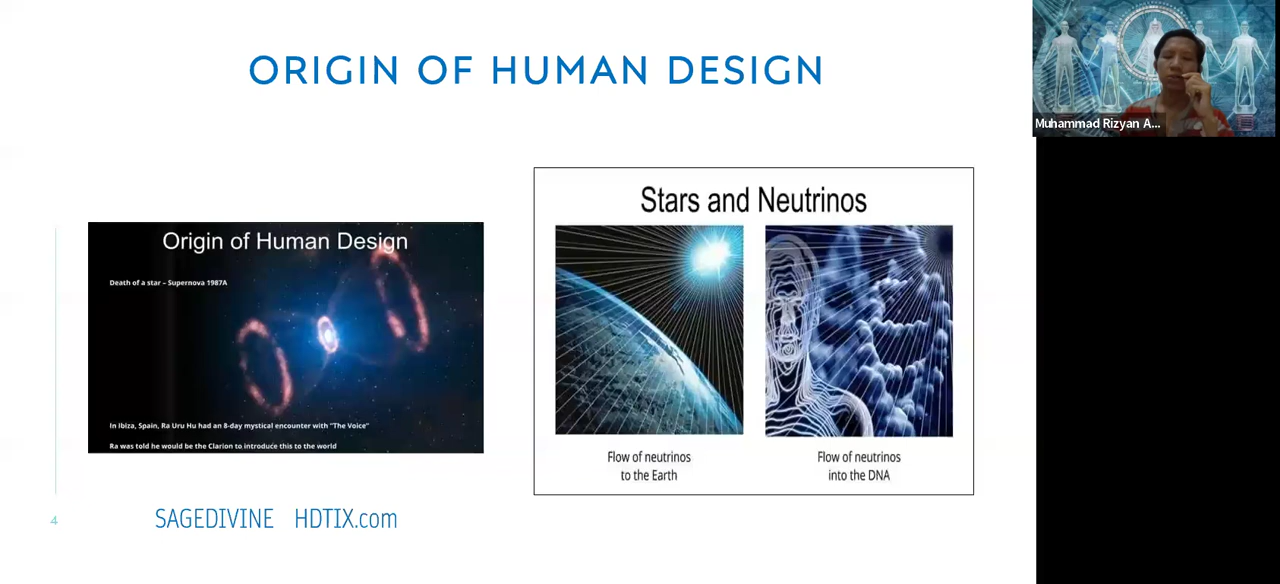 ORIGIN OF HUMAN DESIGN
Muhammad Rizyan A...
Origin of Human Design
Death of a star – Supernova 1987A
In Ibiza, Spain, Ra Uru Hu had an 8-day mystical encounter with “The Voice”
Ra was told he would be the Clarion to introduce this to the world
Stars and Neutrinos
Flow of neutrinos
to the Earth
Flow of neutrinos
into the DNA
4
SAGEDIVINE HDTIX.com